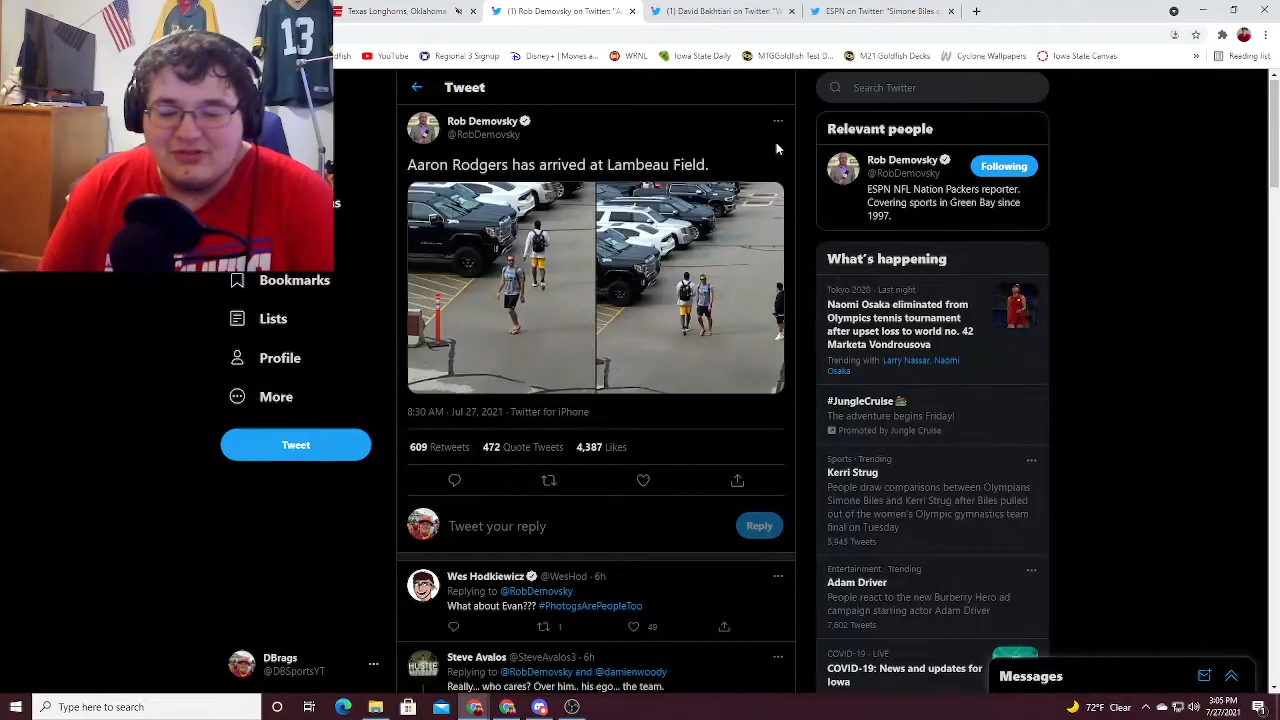 Texas Longhorns, Oklahoma
(1) Rob Demovsky on Twitter: "A
(1) David Bakhtiari on Twitter: "W
ESPN on Twitter: "Simone Biles
YouTube
Regional 3 Signup
Disney+ | Movies a...
WRNL
Iowa State Daily
MTGGoldfish Test D...
M21 Goldfish Decks
Cyclone Wallpapers
Iowa State
»
Reading list
13
Bookmarks
Lists
Profile
More
Tweet
DBrags
@DBSportsYT
Tweet
Rob Demovsky
@RobDemovsky
Aaron Rodgers has arrived at Lambeau Field.
8:30 AM · Jul 27, 2021 · Twitter for iPhone
609 Retweets 472 Quote Tweets 4,387 Likes
Tweet your reply
Reply
Wes Hodkiewicz @WesHod · 6h
Replying to @RobDemovsky
What about Evan??? #PhotogsArePeopleToo
1
49
Steve Avalos @SteveAvalos3 · 6h
Replying to @RobDemovsky and @damienwoody
Really... who cares? Over him.. his ego... the team.
Search Twitter
Relevant people
Rob Demovsky
@RobDemovsky
Following
ESPN NFL Nation Packers reporter.
Covering sports in Green Bay since
1997.
What's happening
Tokyo 2020 · Last night
Naomi Osaka eliminated from
Olympics tennis tournament
after upset loss to world no. 42
Marketa Vondrousova
Trending with Larry Nassar, Naomi
Osaka
#JungleCruise
The adventure begins Friday!
Promoted by Jungle Cruise
Sports · Trending
Kerri Strug
People draw comparisons between Olympians
Simone Biles and Kerri Strug after Biles pulled
out of the women's Olympic gymnastics team
final on Tuesday
5,945 Tweets
Entertainment · Trending
Adam Driver
People react to the new Burberry Hero ad
campaign starring actor Adam Driver
7,602 Tweets
COVID-19 · LIVE
COVID-19: News and updates for
Iowa
Messages
Type here to search
72°F
3:05 PM
7/27/2021